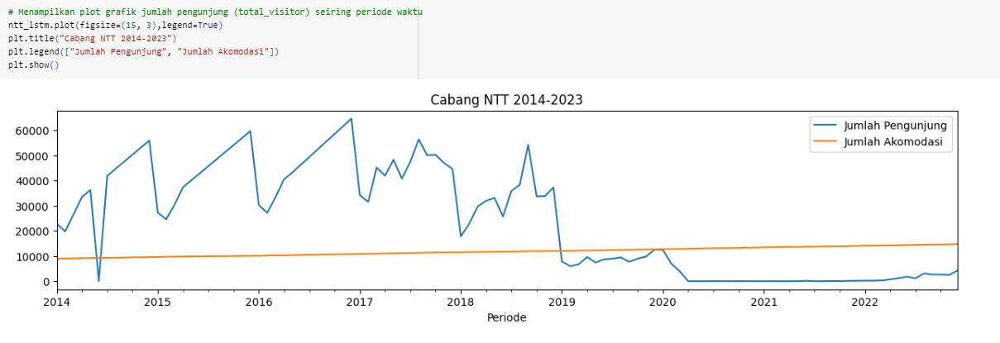 # Menampilkan plot grafik jumlah pengunjung (total_visitor) seiring periode waktu
ntt_lstm.plot(figsize=(15, 3),legend=True)
plt.title("Cabang NTT 2014-2023")
plt.legend(["Jumlah Pengunjung", "Jumlah Akomodasi"])
plt.show()
Cabang NTT 2014-2023
Jumlah Pengunjung
Jumlah Akomodasi
60000
50000
40000
30000
20000
10000
0
2014 2015 2016 2017 2018 2019 2020 2021 2022
Periode